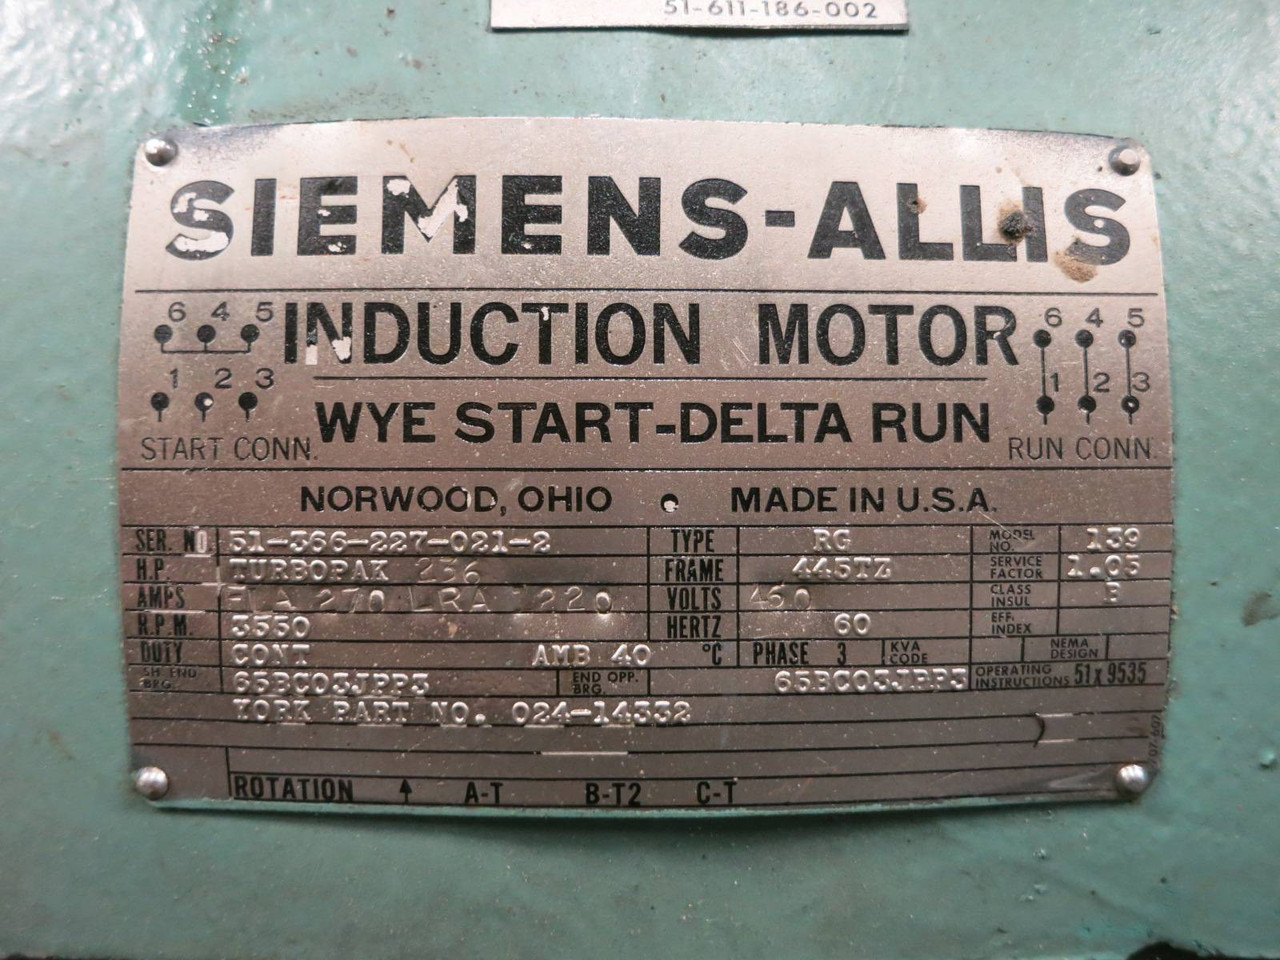 51-611-186-002
SIEMENS-ALLIS
6 4 5 INDUCTION MOTOR 6 4 5
1 2 3 1 2 3
WYE START-DELTA RUN
START CONN. RUN CONN.
NORWOOD, OHIO • MADE IN U.S.A.
SER. NO. 51-366-227-021-2 TYPE RG MODEL NO. 139
H.P. TURBOPAK 236 FRAME 445TZ SERVICE FACTOR 1.05
AMPS FLA 270 LRA 1220 VOLTS 460 CLASS INSUL
R.P.M. 3550 HERTZ 60 EFF. INDEX
DUTY CONT AMB 40 °C PHASE 3 KVA CODE NEMA DESIGN
SH END BRG. 65BC03JPP3 END OPP. BRG. 65BC03JPP3 OPERATING INSTRUCTIONS 51x9535
YORK PART NO. 024-14332
ROTATION ↑ A-T B-T2 C-T